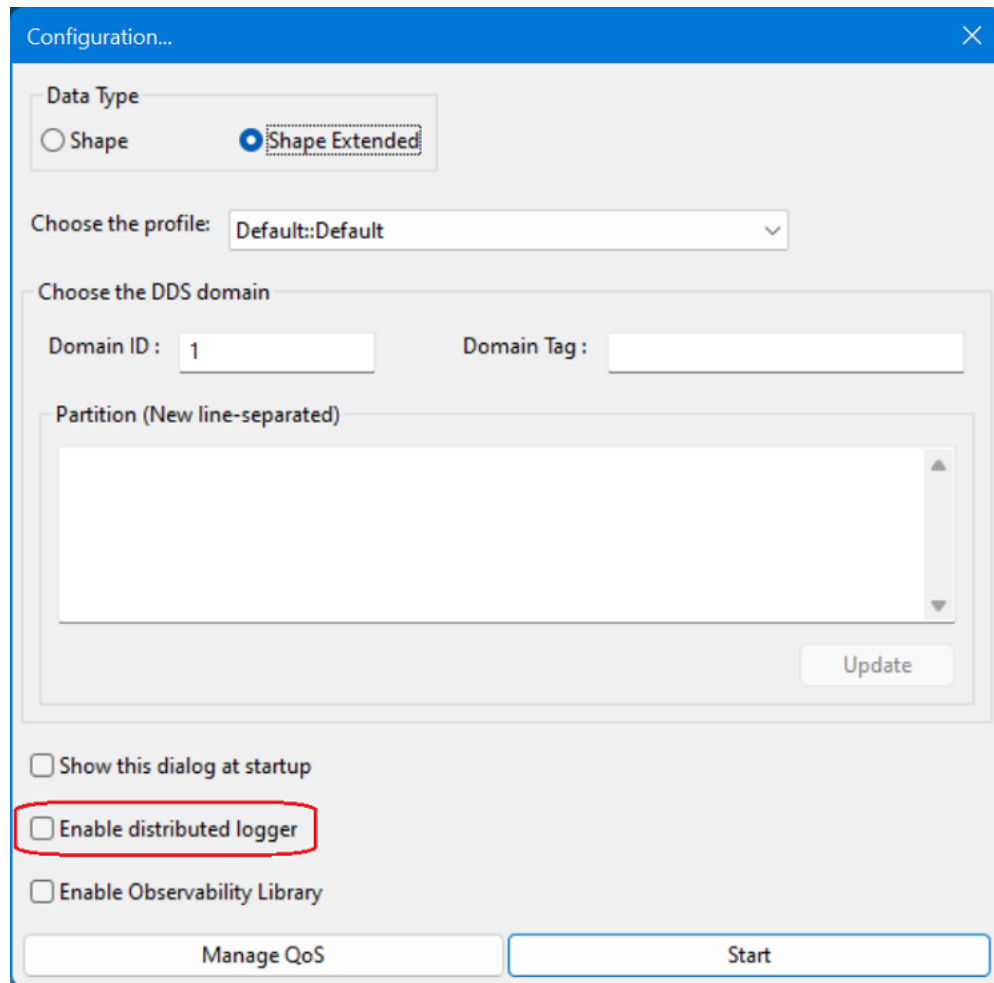 Configuration...
Data Type
Shape Shape Extended
Choose the profile: Default::Default
Choose the DDS domain
Domain ID : 1 Domain Tag :
Partition (New line-separated)
Update
Show this dialog at startup
Enable distributed logger
Enable Observability Library
Manage QoS Start